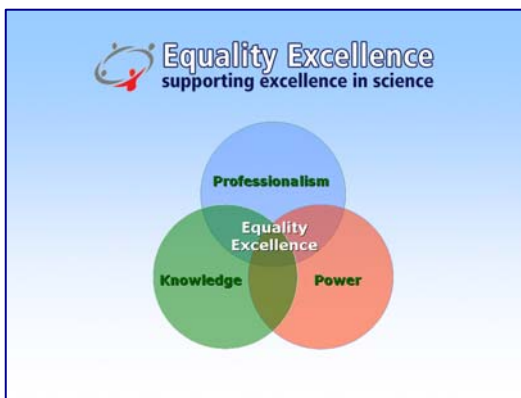 Equality Excellence
supporting excellence in science
Professionalism
Equality
Excellence
Knowledge
Power